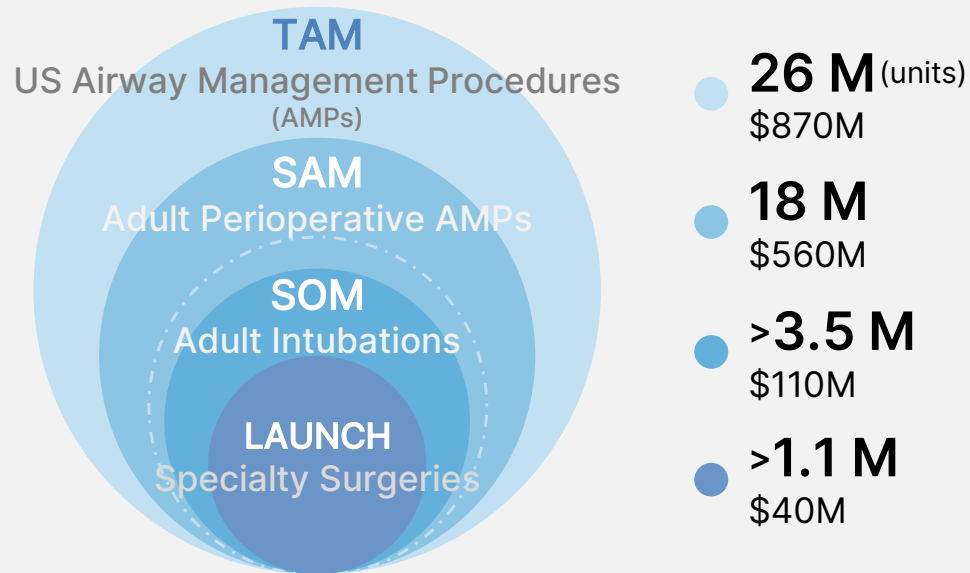 TAM
US Airway Management Procedures
(AMPs)
SAM
Adult Perioperative AMPs
SOM
Adult Intubations
LAUNCH
Specialty Surgeries
26 M (units)
$870M
18 M
$560M
>3.5 M
$110M
>1.1 M
$40M